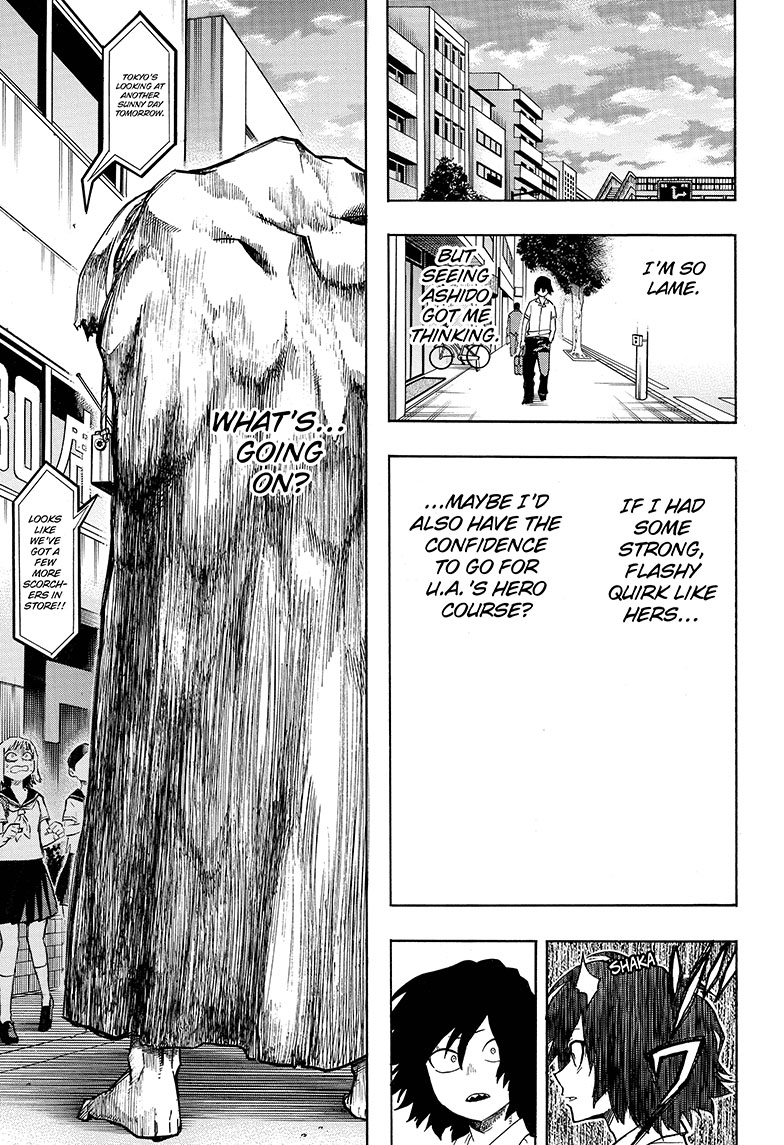 I'M SO
LAME.
BUT
SEEING
ASHIDO
GOT ME
THINKING.
IF I HAD
SOME
STRONG,
FLASHY
QUIRK LIKE
HERS...
...MAYBE I'D
ALSO HAVE THE
CONFIDENCE
TO GO FOR
U.A.'S HERO
COURSE?
SHAKA
TOKYO'S
LOOKING AT
ANOTHER
SUNNY DAY
TOMORROW.
WHAT'S...
GOING
ON?
LOOKS
LIKE
WE'VE
GOT A
FEW
MORE
SCORCH-
ERS IN
STORE!!